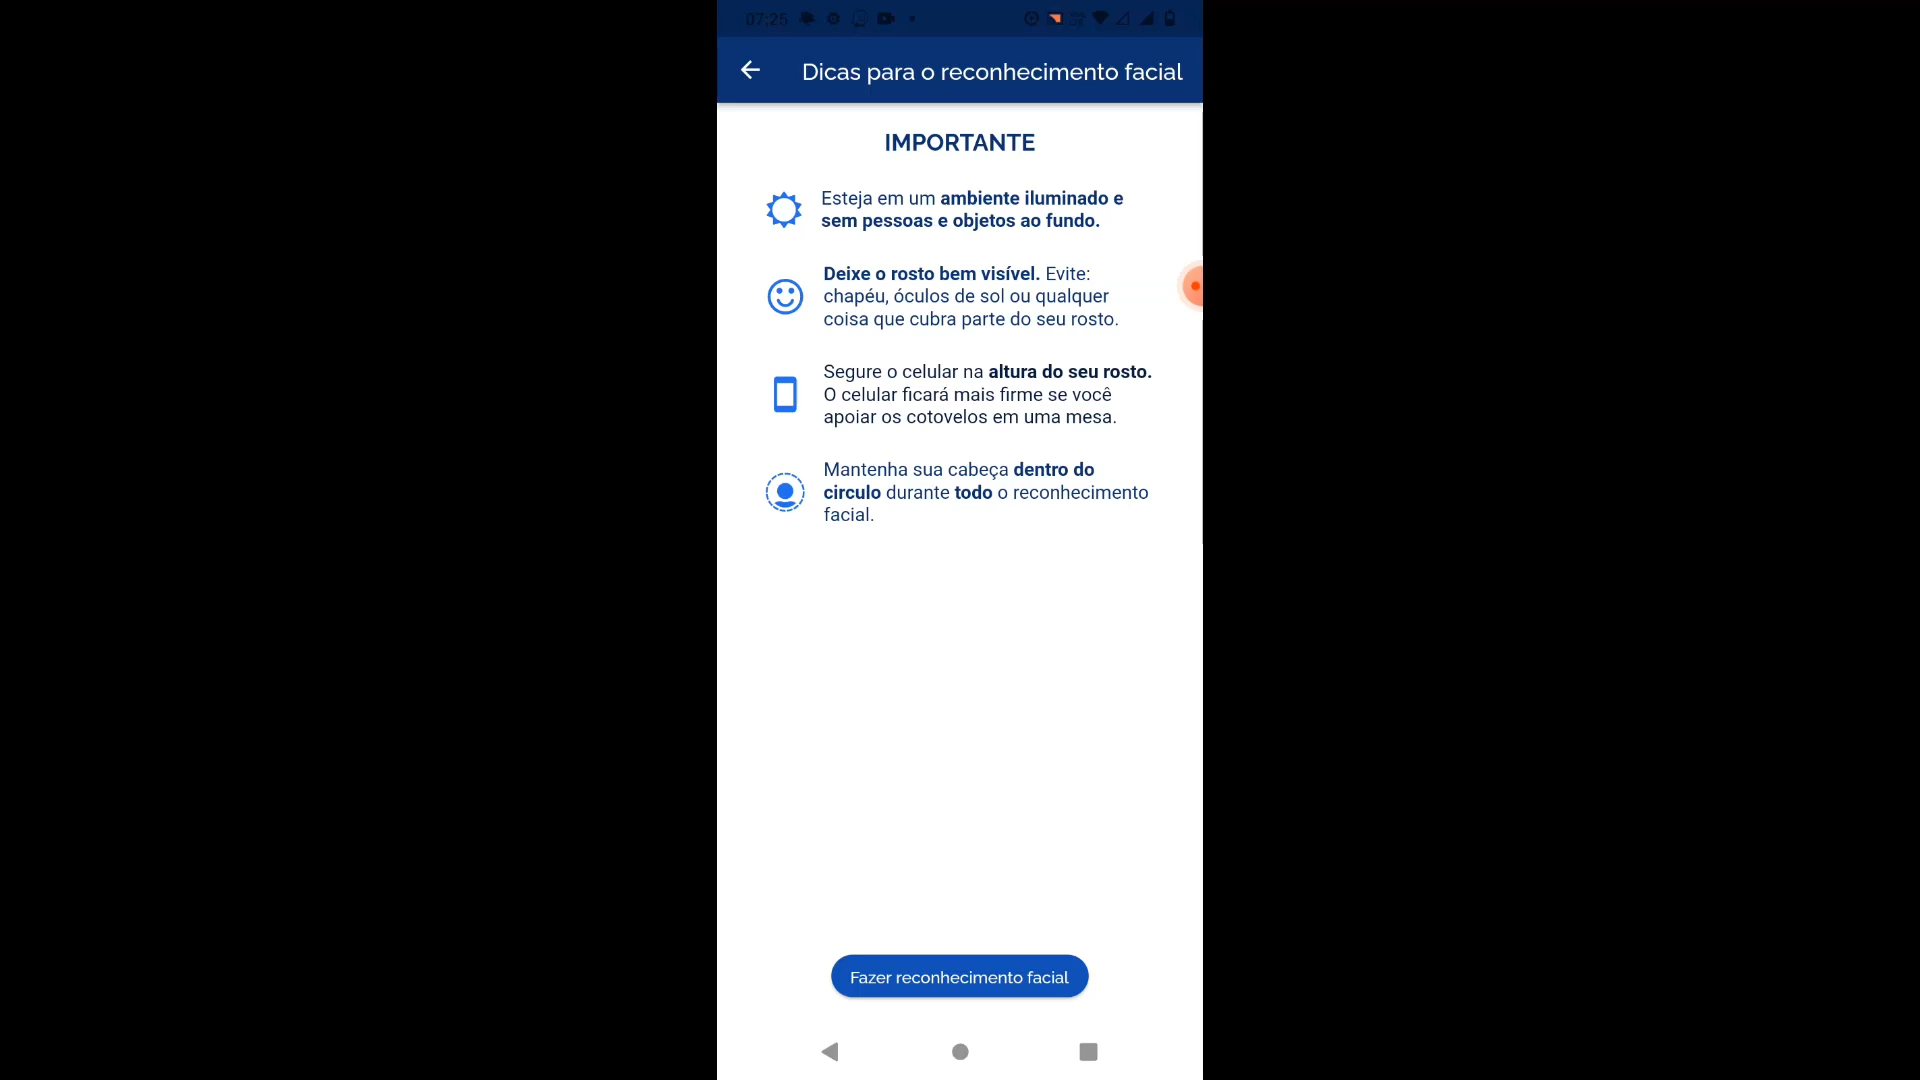 07:25
Dicas para o reconhecimento facial
IMPORTANTE
Esteja em um ambiente iluminado e
sem pessoas e objetos ao fundo.
Deixe o rosto bem visível. Evite:
chapéu, óculos de sol ou qualquer
coisa que cubra parte do seu rosto.
Segure o celular na altura do seu rosto.
O celular ficará mais firme se você
apoiar os cotovelos em uma mesa.
Mantenha sua cabeça dentro do
circulo durante todo o reconhecimento
facial.
Fazer reconhecimento facial